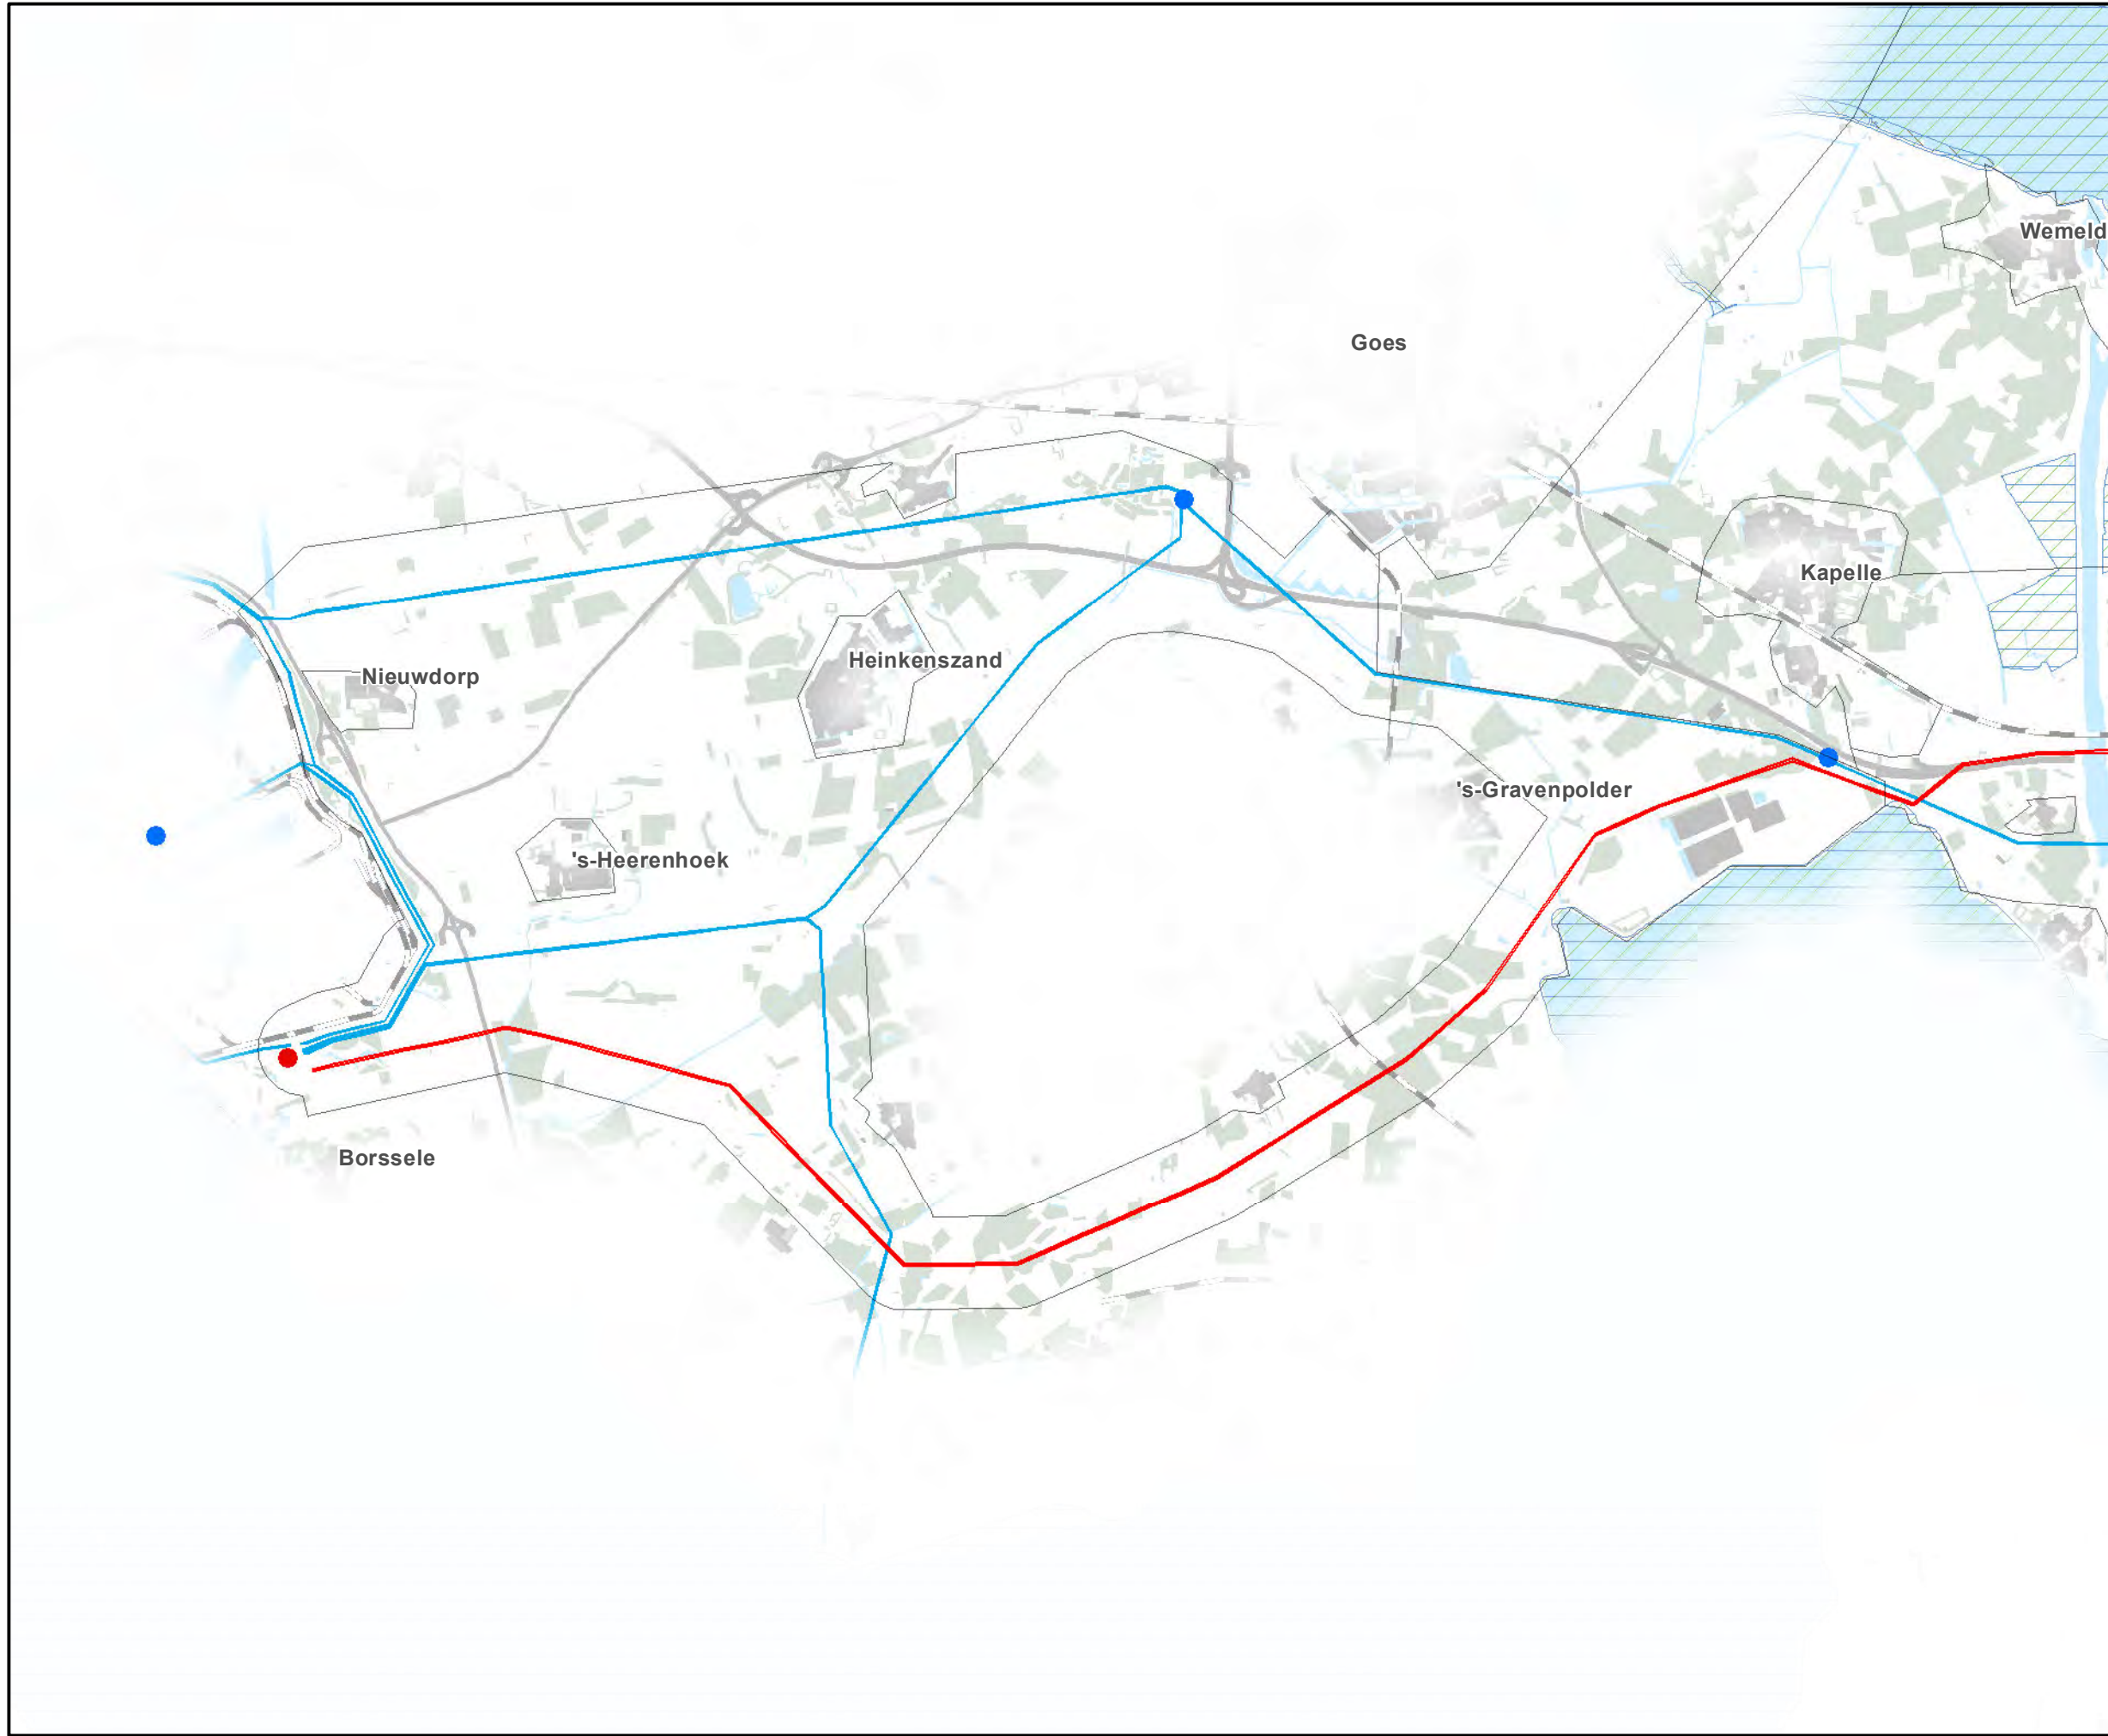 Wemeld
Goes
Kapelle
Heinkenszand
Nieuwdorp
's-Gravenpolder
's-Heerenhoek
Borssele